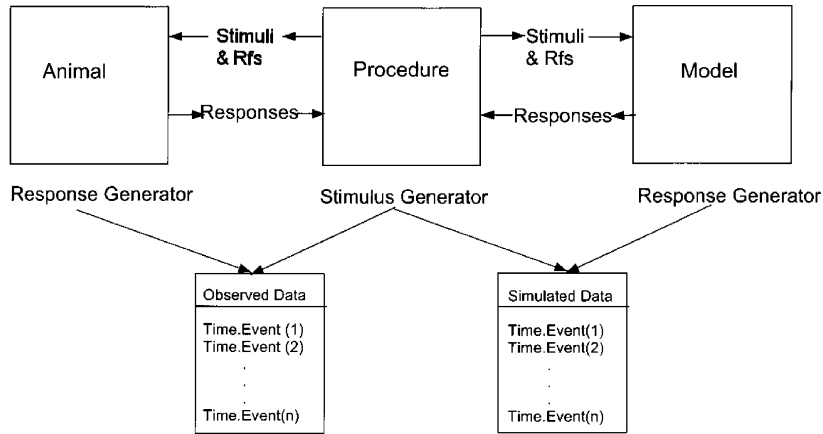 Animal
Stimuli
& Rfs
Responses
Procedure
Stimuli
& Rfs
Responses
Model
Response Generator
Stimulus Generator
Response Generator
Observed Data
Time.Event (1)
Time.Event (2)
.
.
.
Time.Event(n)
Simulated Data
Time.Event(1)
Time.Event(2)
.
.
.
Time.Event(n)